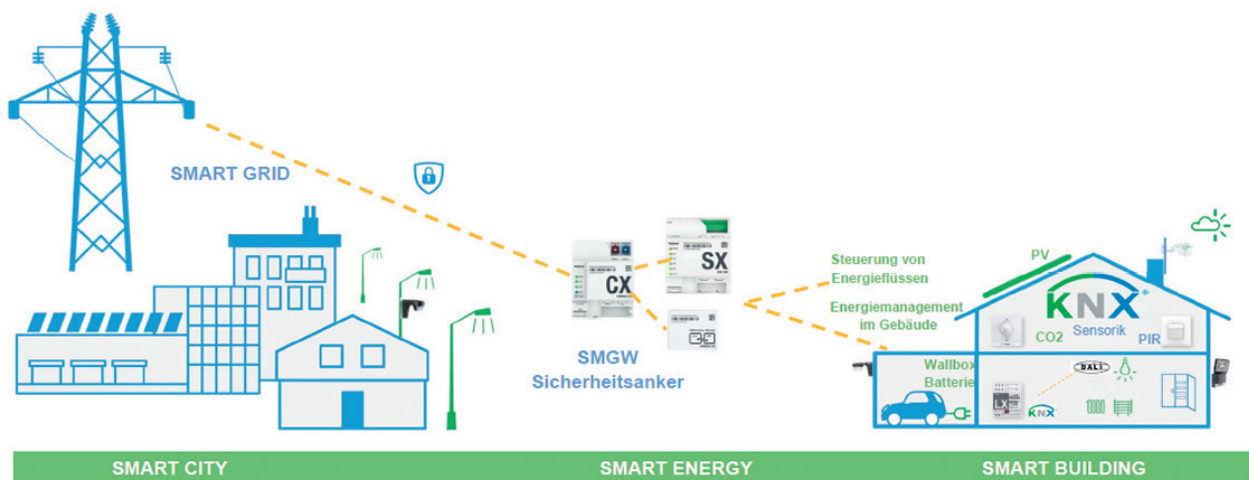 SMART GRID
CX
SX
SMGW
Sicherheitsanker
Steuerung von
Energieflüssen
Energiemanagement
im Gebäude
PV
KNX
Sensorik
CO2
PIR
Wallbox
Batterie
DALI
LX
KNX
SMART CITY
SMART ENERGY
SMART BUILDING